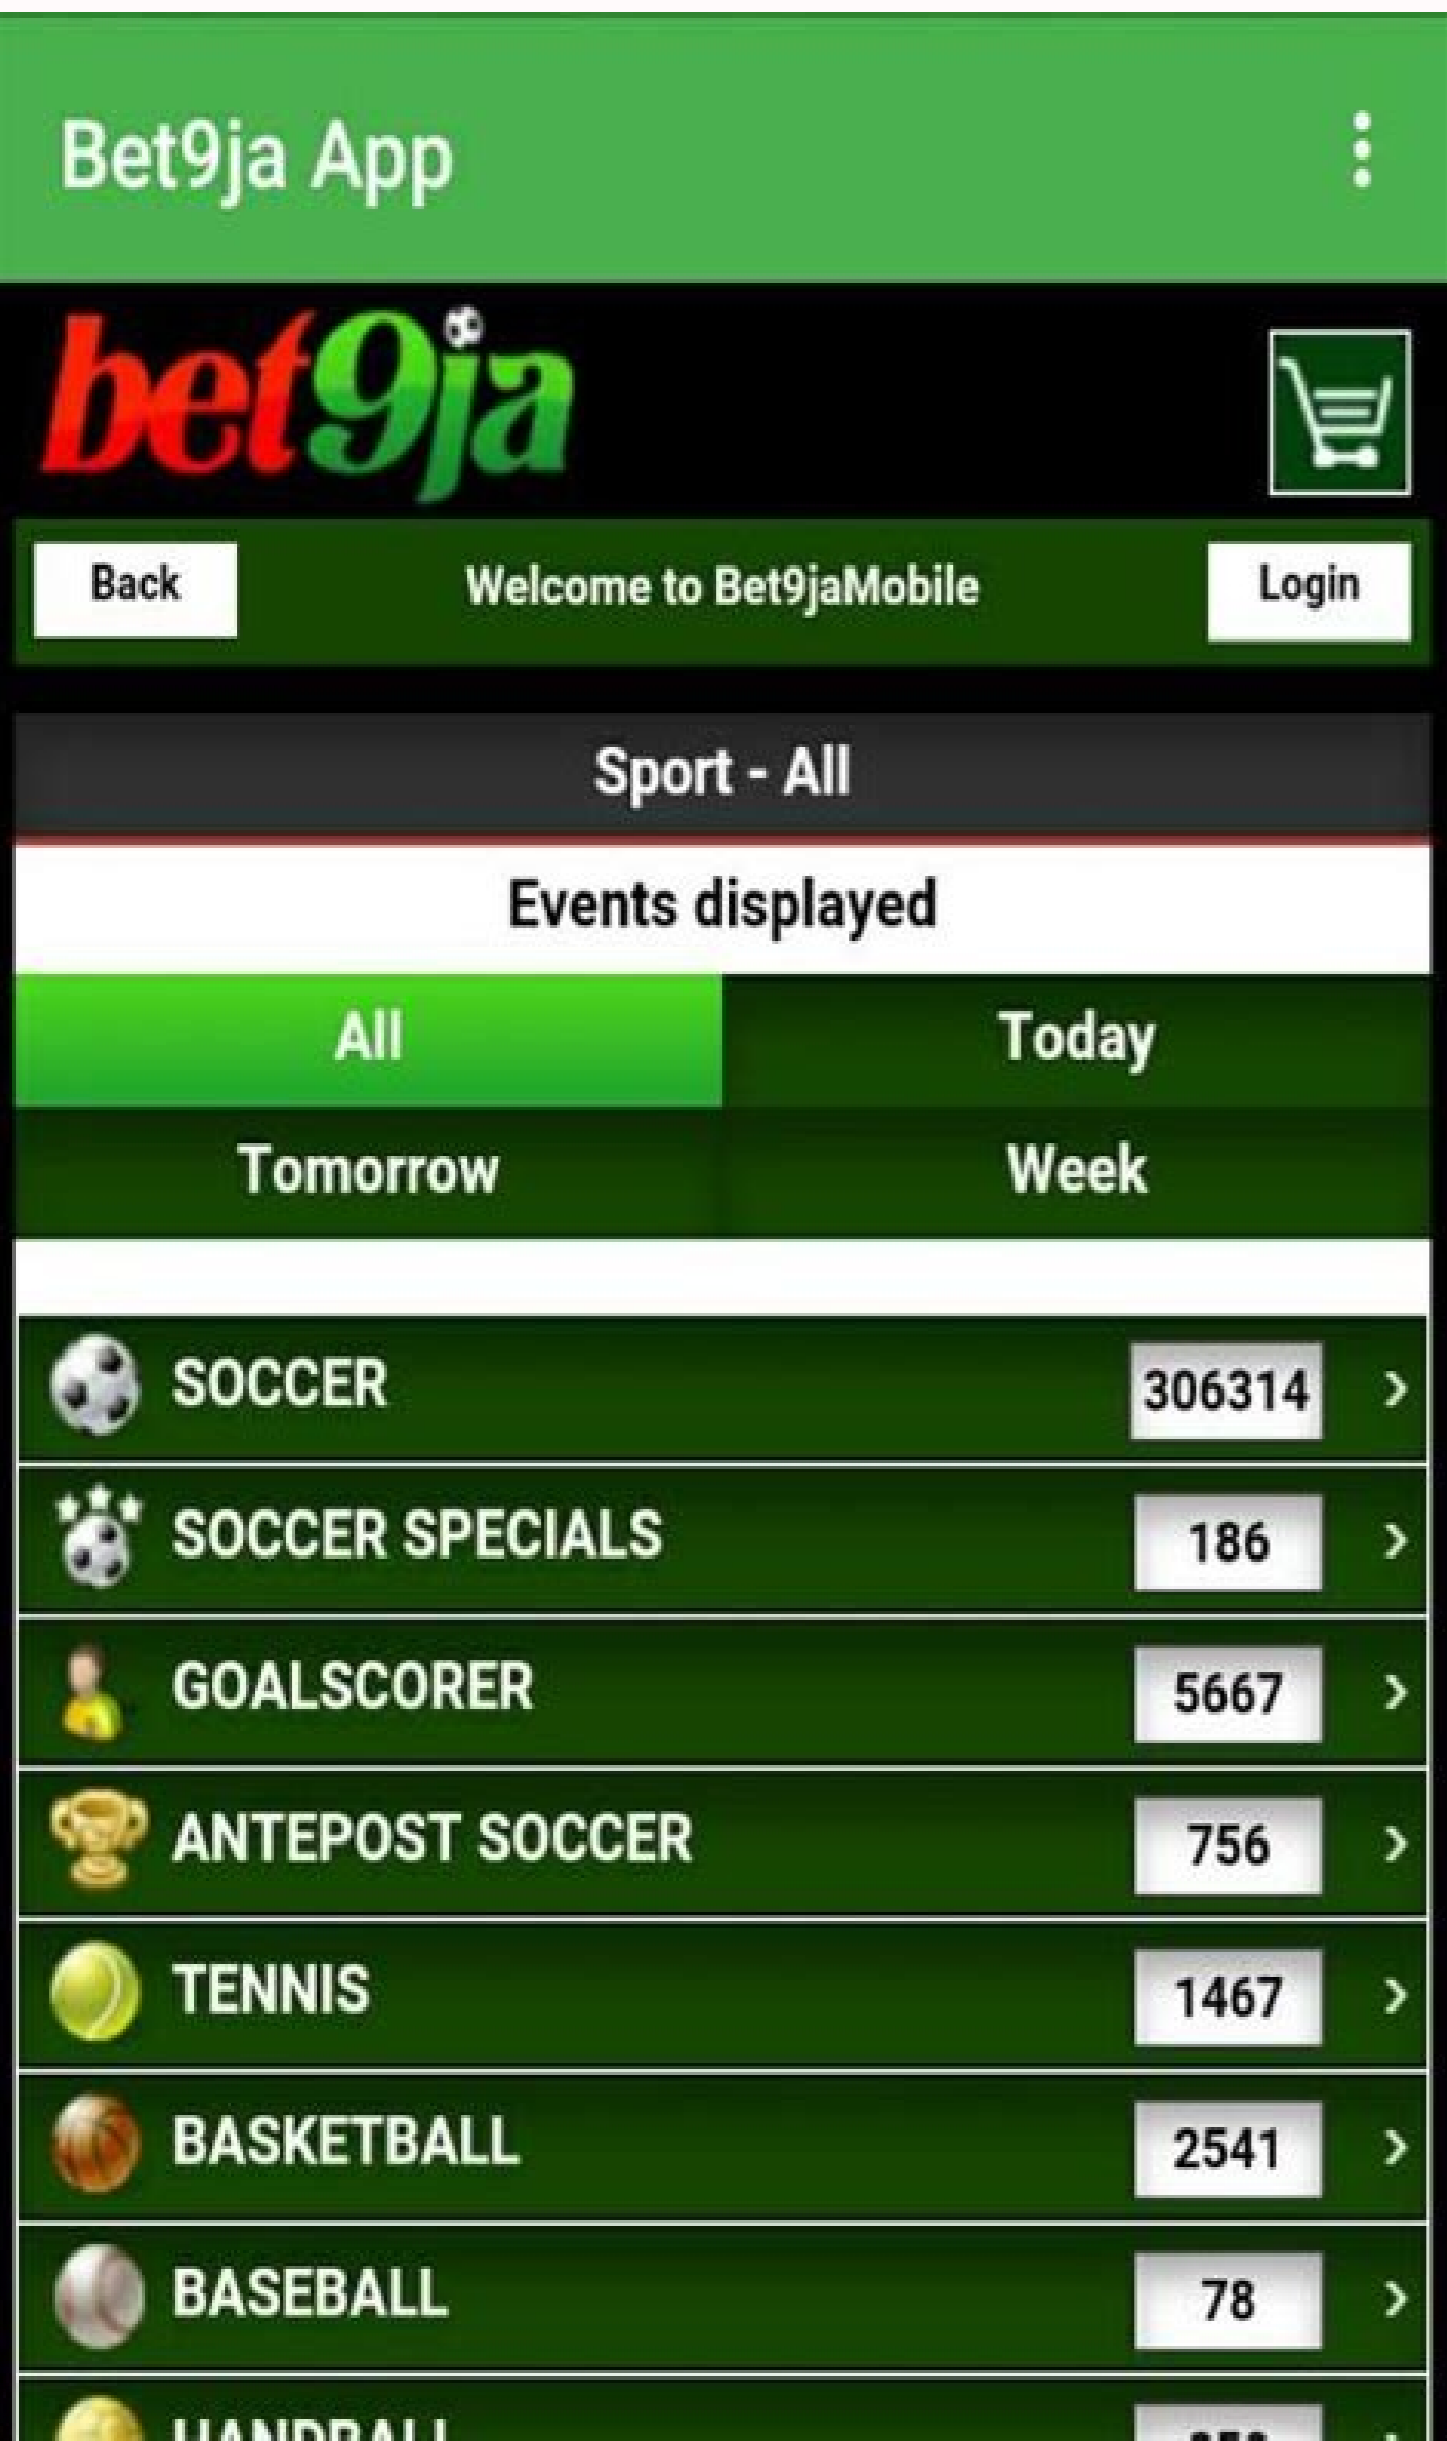 Bet9ja App
bet9ja
Back Welcome to Bet9jaMobile Login
Sport - All
Events displayed
All Today
Tomorrow Week
SOCCER 306314
SOCCER SPECIALS 186
GOALSCORER 5667
ANTEPOST SOCCER 756
TENNIS 1467
BASKETBALL 2541
BASEBALL 78
HANDBALL